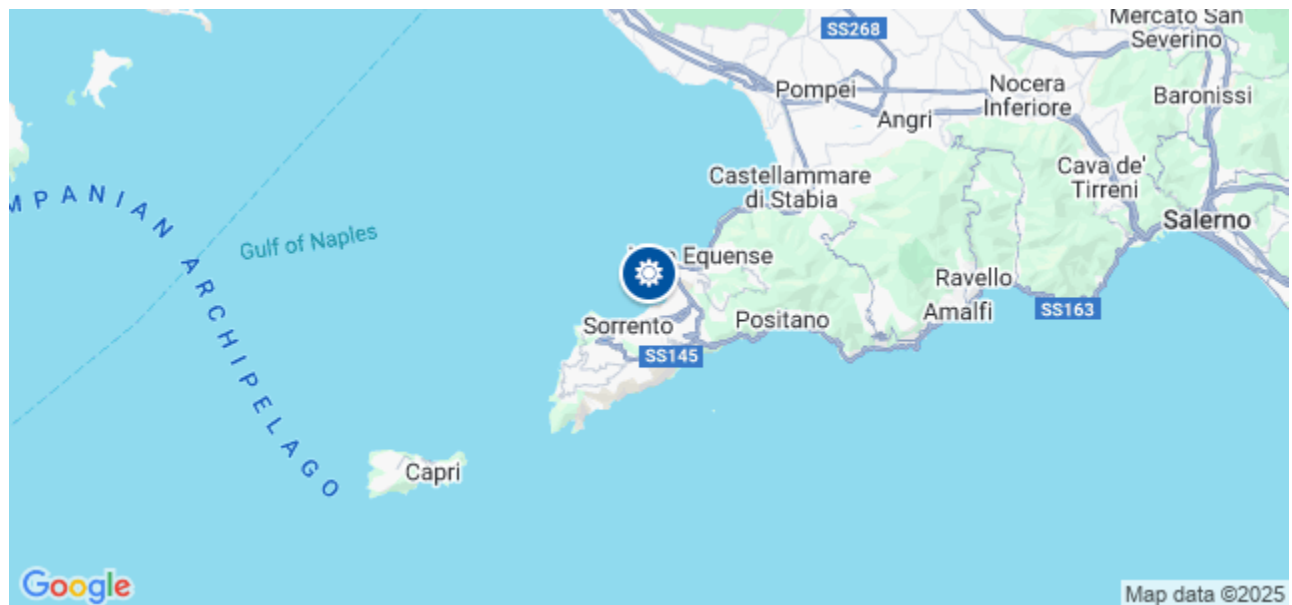 Mercato San
Severino
SS268
Pompei
Nocera
Inferiore
Baronissi
Angri
Cava de'
Tirreni
Castellammare
di Stabia
Salerno
MPANIAN ARCHIPELAGO
Gulf of Naples
Equense
Ravello
Amalfi
SS163
Sorrento
Positano
SS145
Capri
Google
Map data ©2025